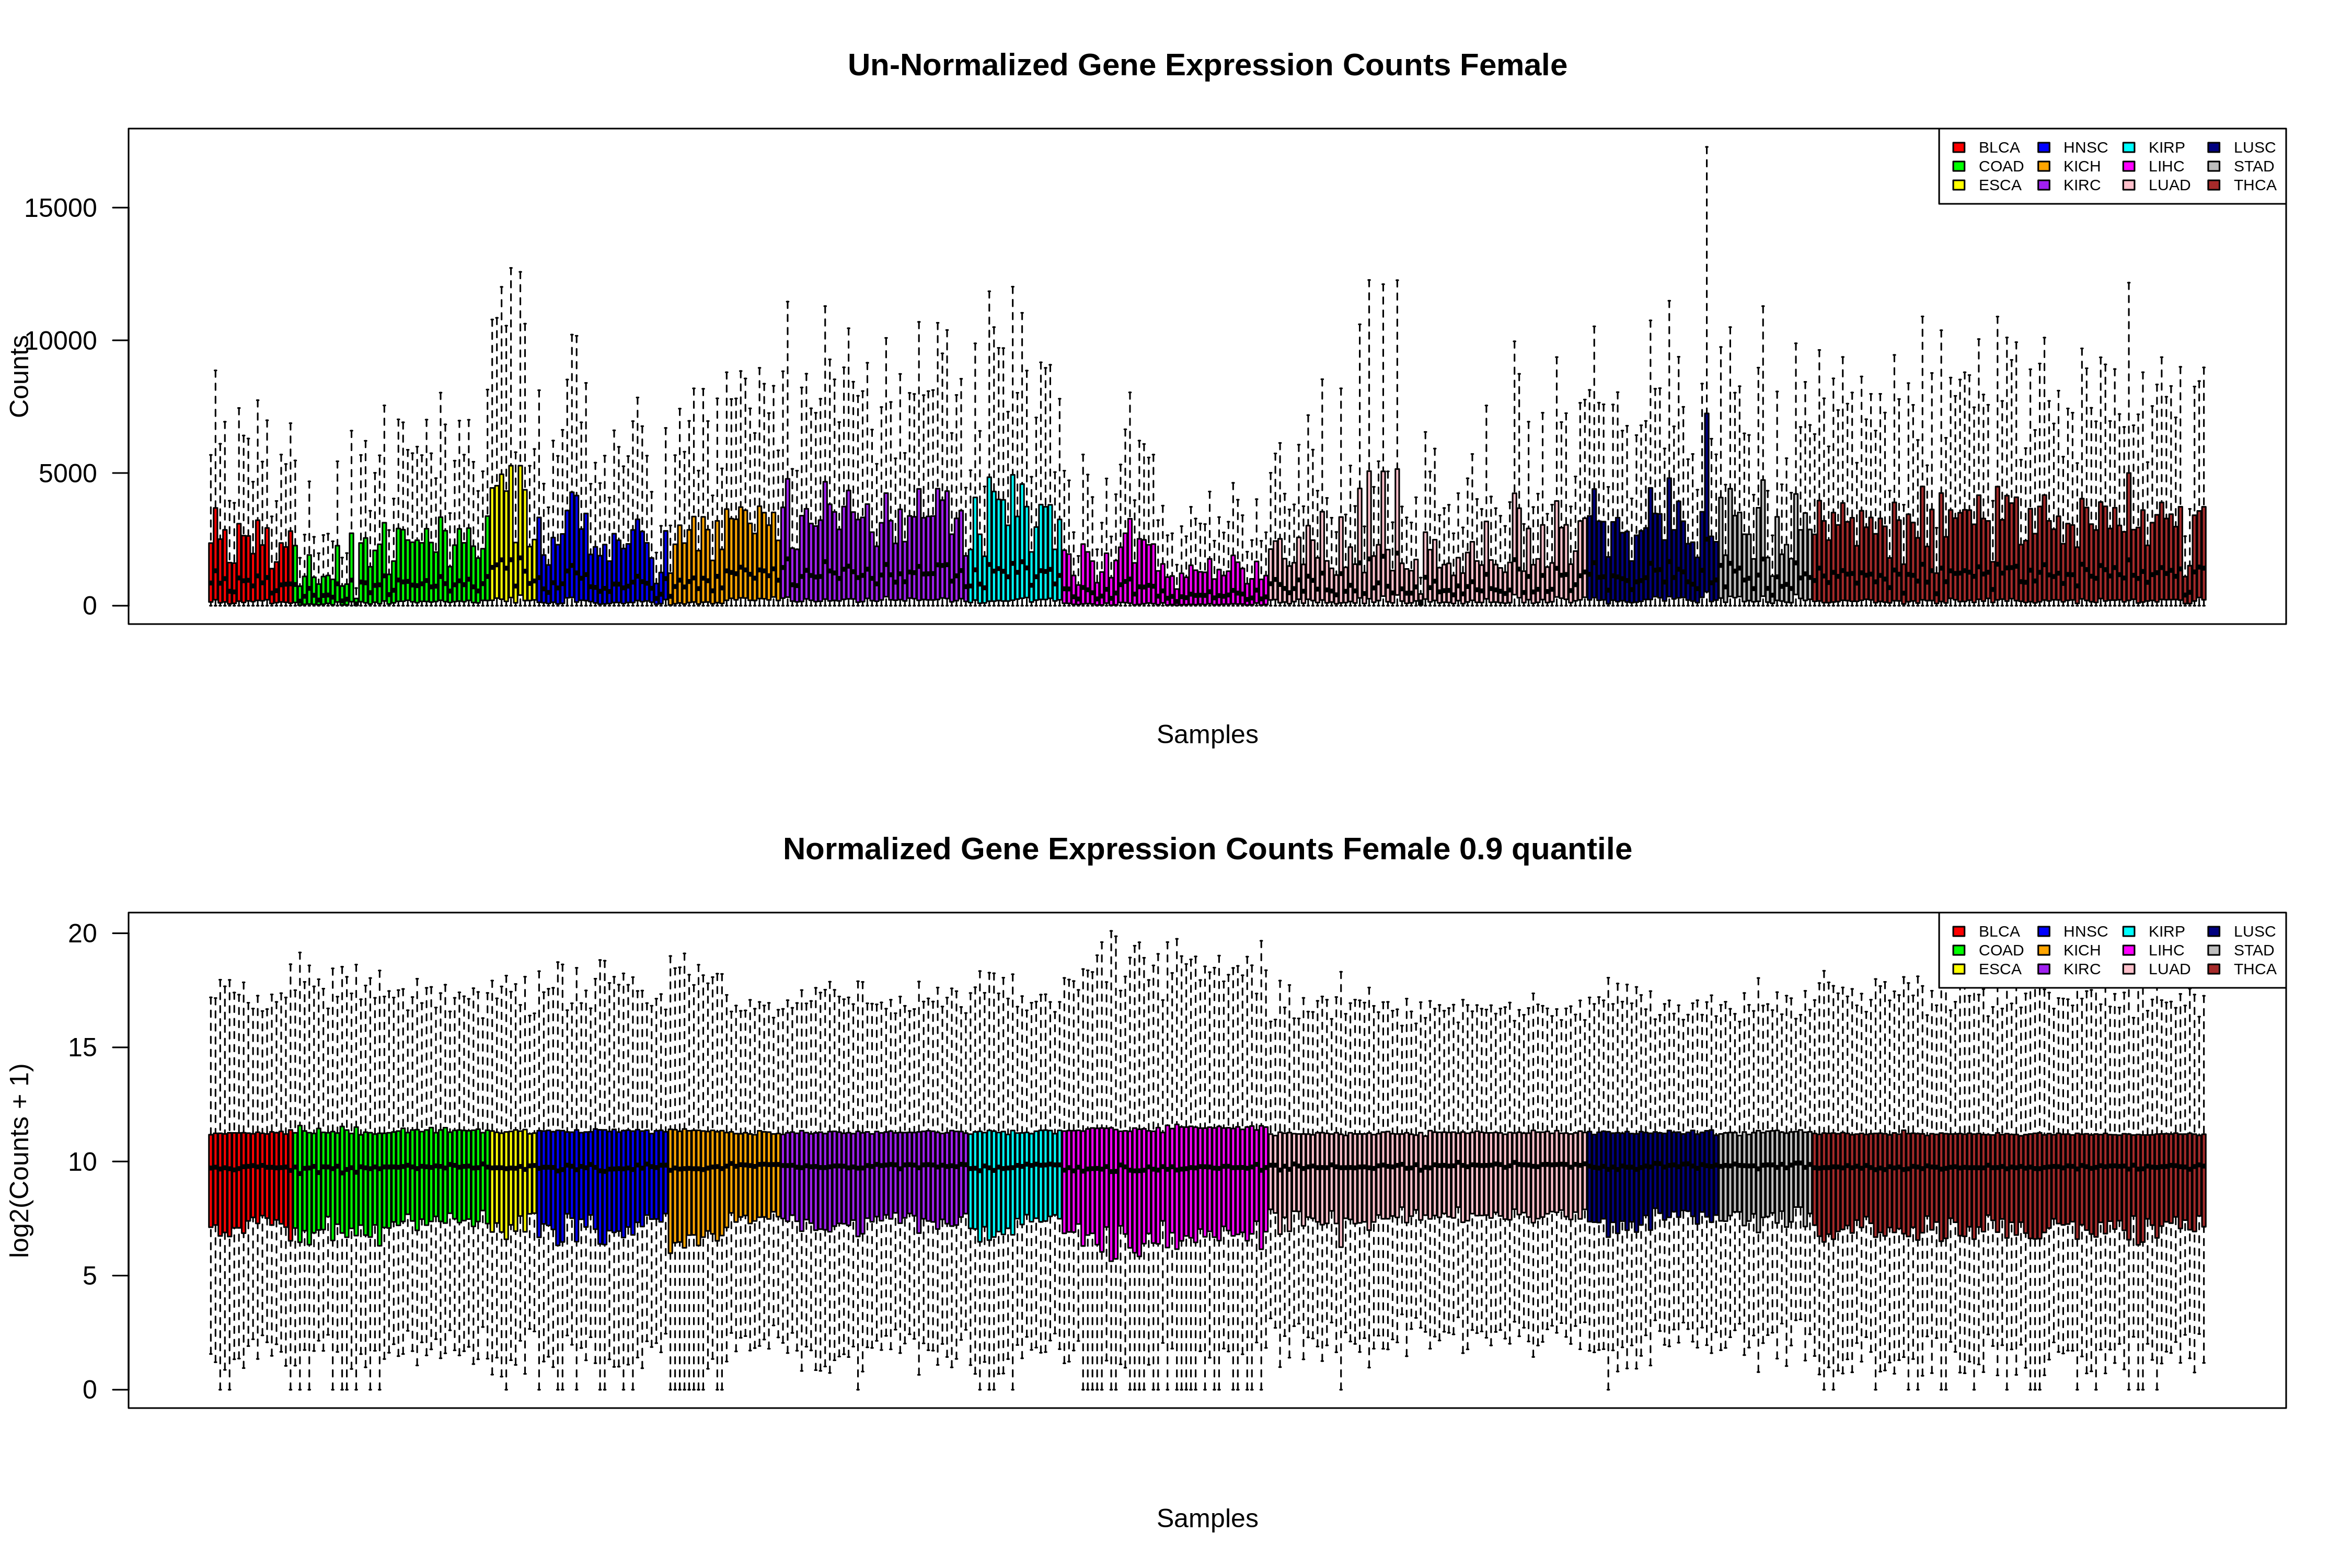 Un-Normalized Gene Expression Counts Female
BLCA HNSC KIRP LUSC
COAD KICH LIHC STAD
ESCA KIRC LUAD THCA
15000
10000
5000
0
Counts
Samples
Normalized Gene Expression Counts Female 0.9 quantile
BLCA HNSC KIRP LUSC
COAD KICH LIHC STAD
ESCA KIRC LUAD THCA
20
15
10
5
0
log2(Counts + 1)
Samples